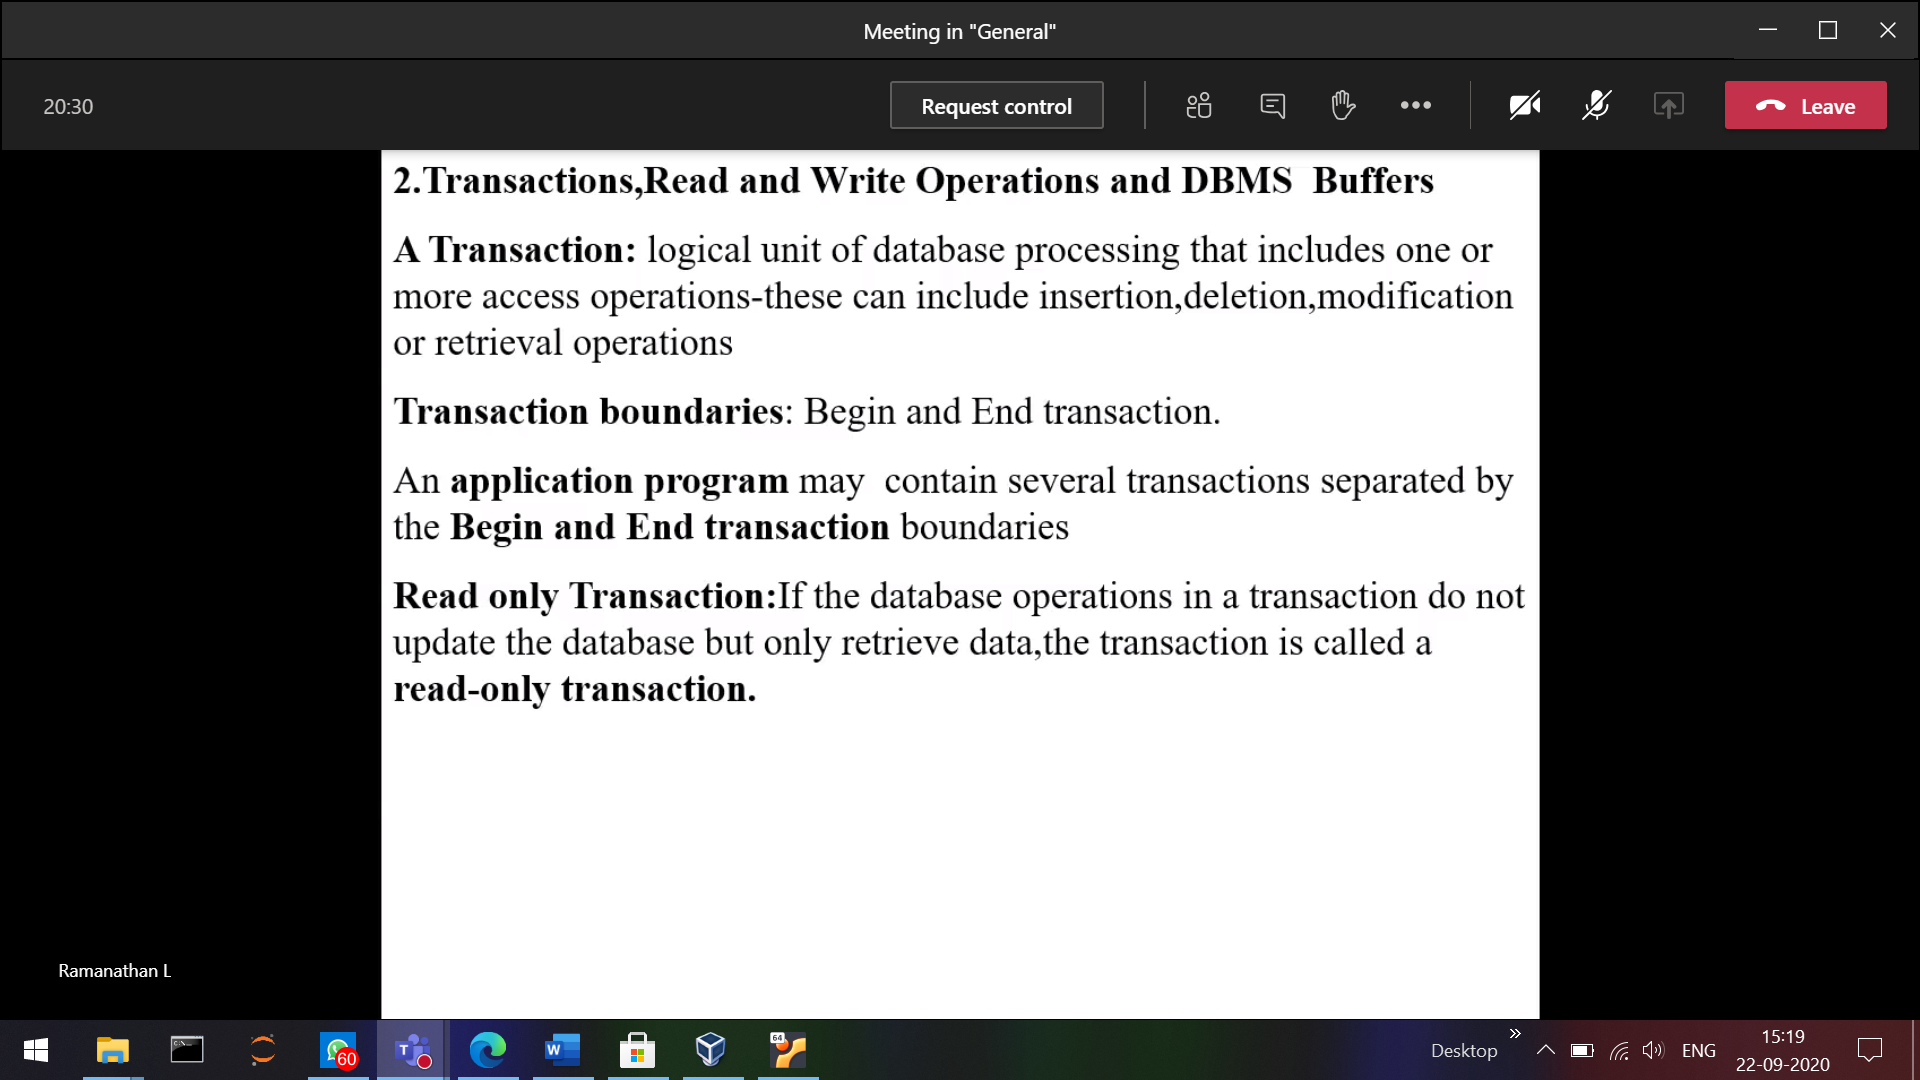 Meeting in "General"
20:30
Request control
Leave
2.Transactions,Read and Write Operations and DBMS  Buffers
A Transaction: logical unit of database processing that includes one or
more access operations-these can include insertion,deletion,modification
or retrieval operations
Transaction boundaries: Begin and End transaction.
An application program may  contain several transactions separated by
the Begin and End transaction boundaries
Read only Transaction:If the database operations in a transaction do not
update the database but only retrieve data,the transaction is called a
read-only transaction.
Ramanathan L
60
64
Desktop
ENG
15:19
22-09-2020